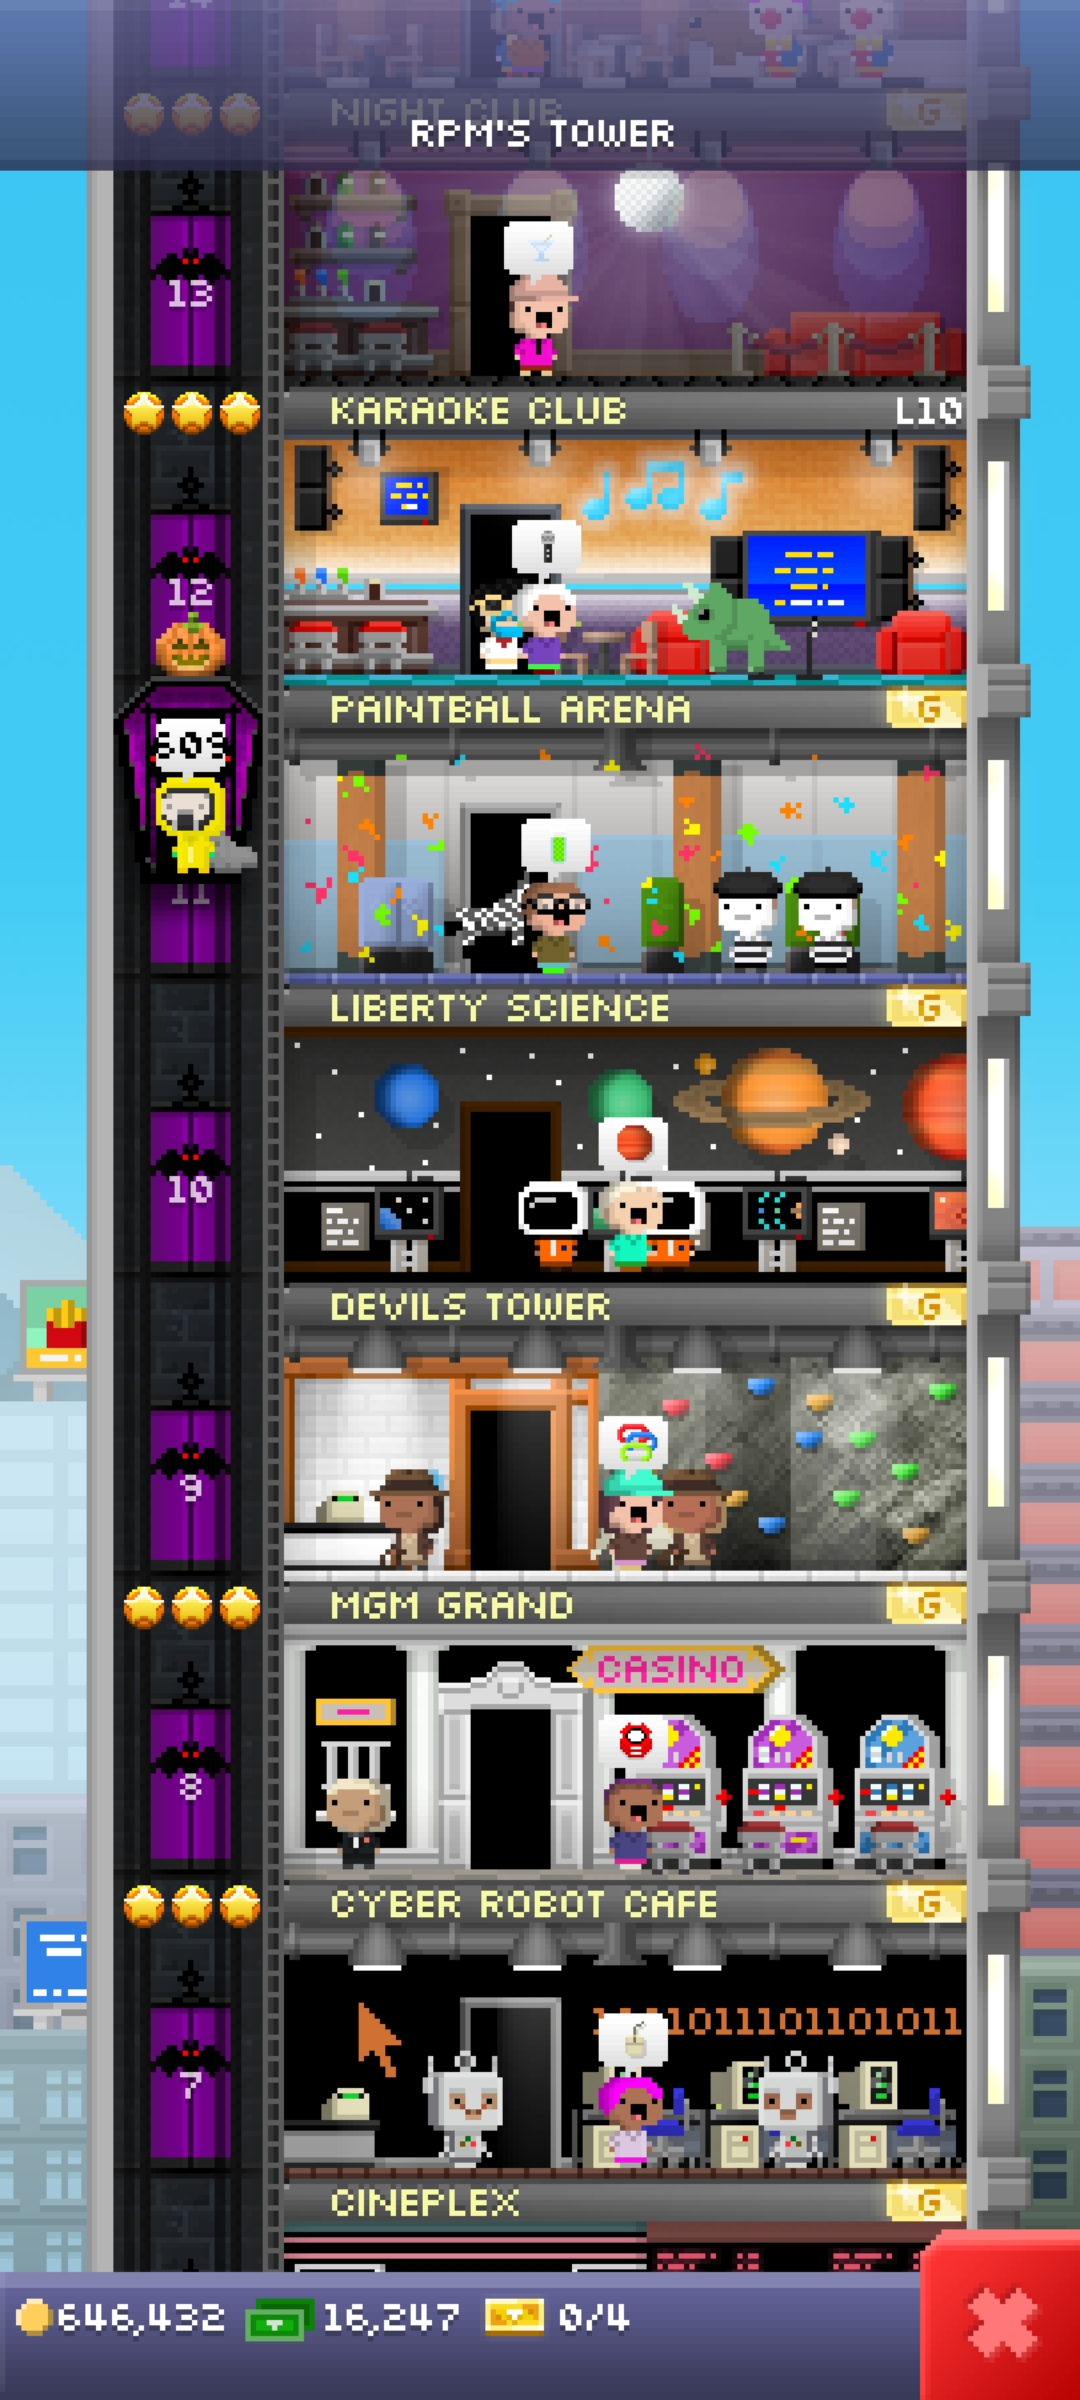 NIGHT CLUB G
RPM'S TOWER
13
KARAOKE CLUB L10
12
PAINTBALL ARENA G
303
11
LIBERTY SCIENCE G
10
DEVILS TOWER G
9
MGM GRAND G
CASINO
8
CYBER ROBOT CAFE G
1011101101011
7
CINEPLEX G
646,432 16,247 0/4